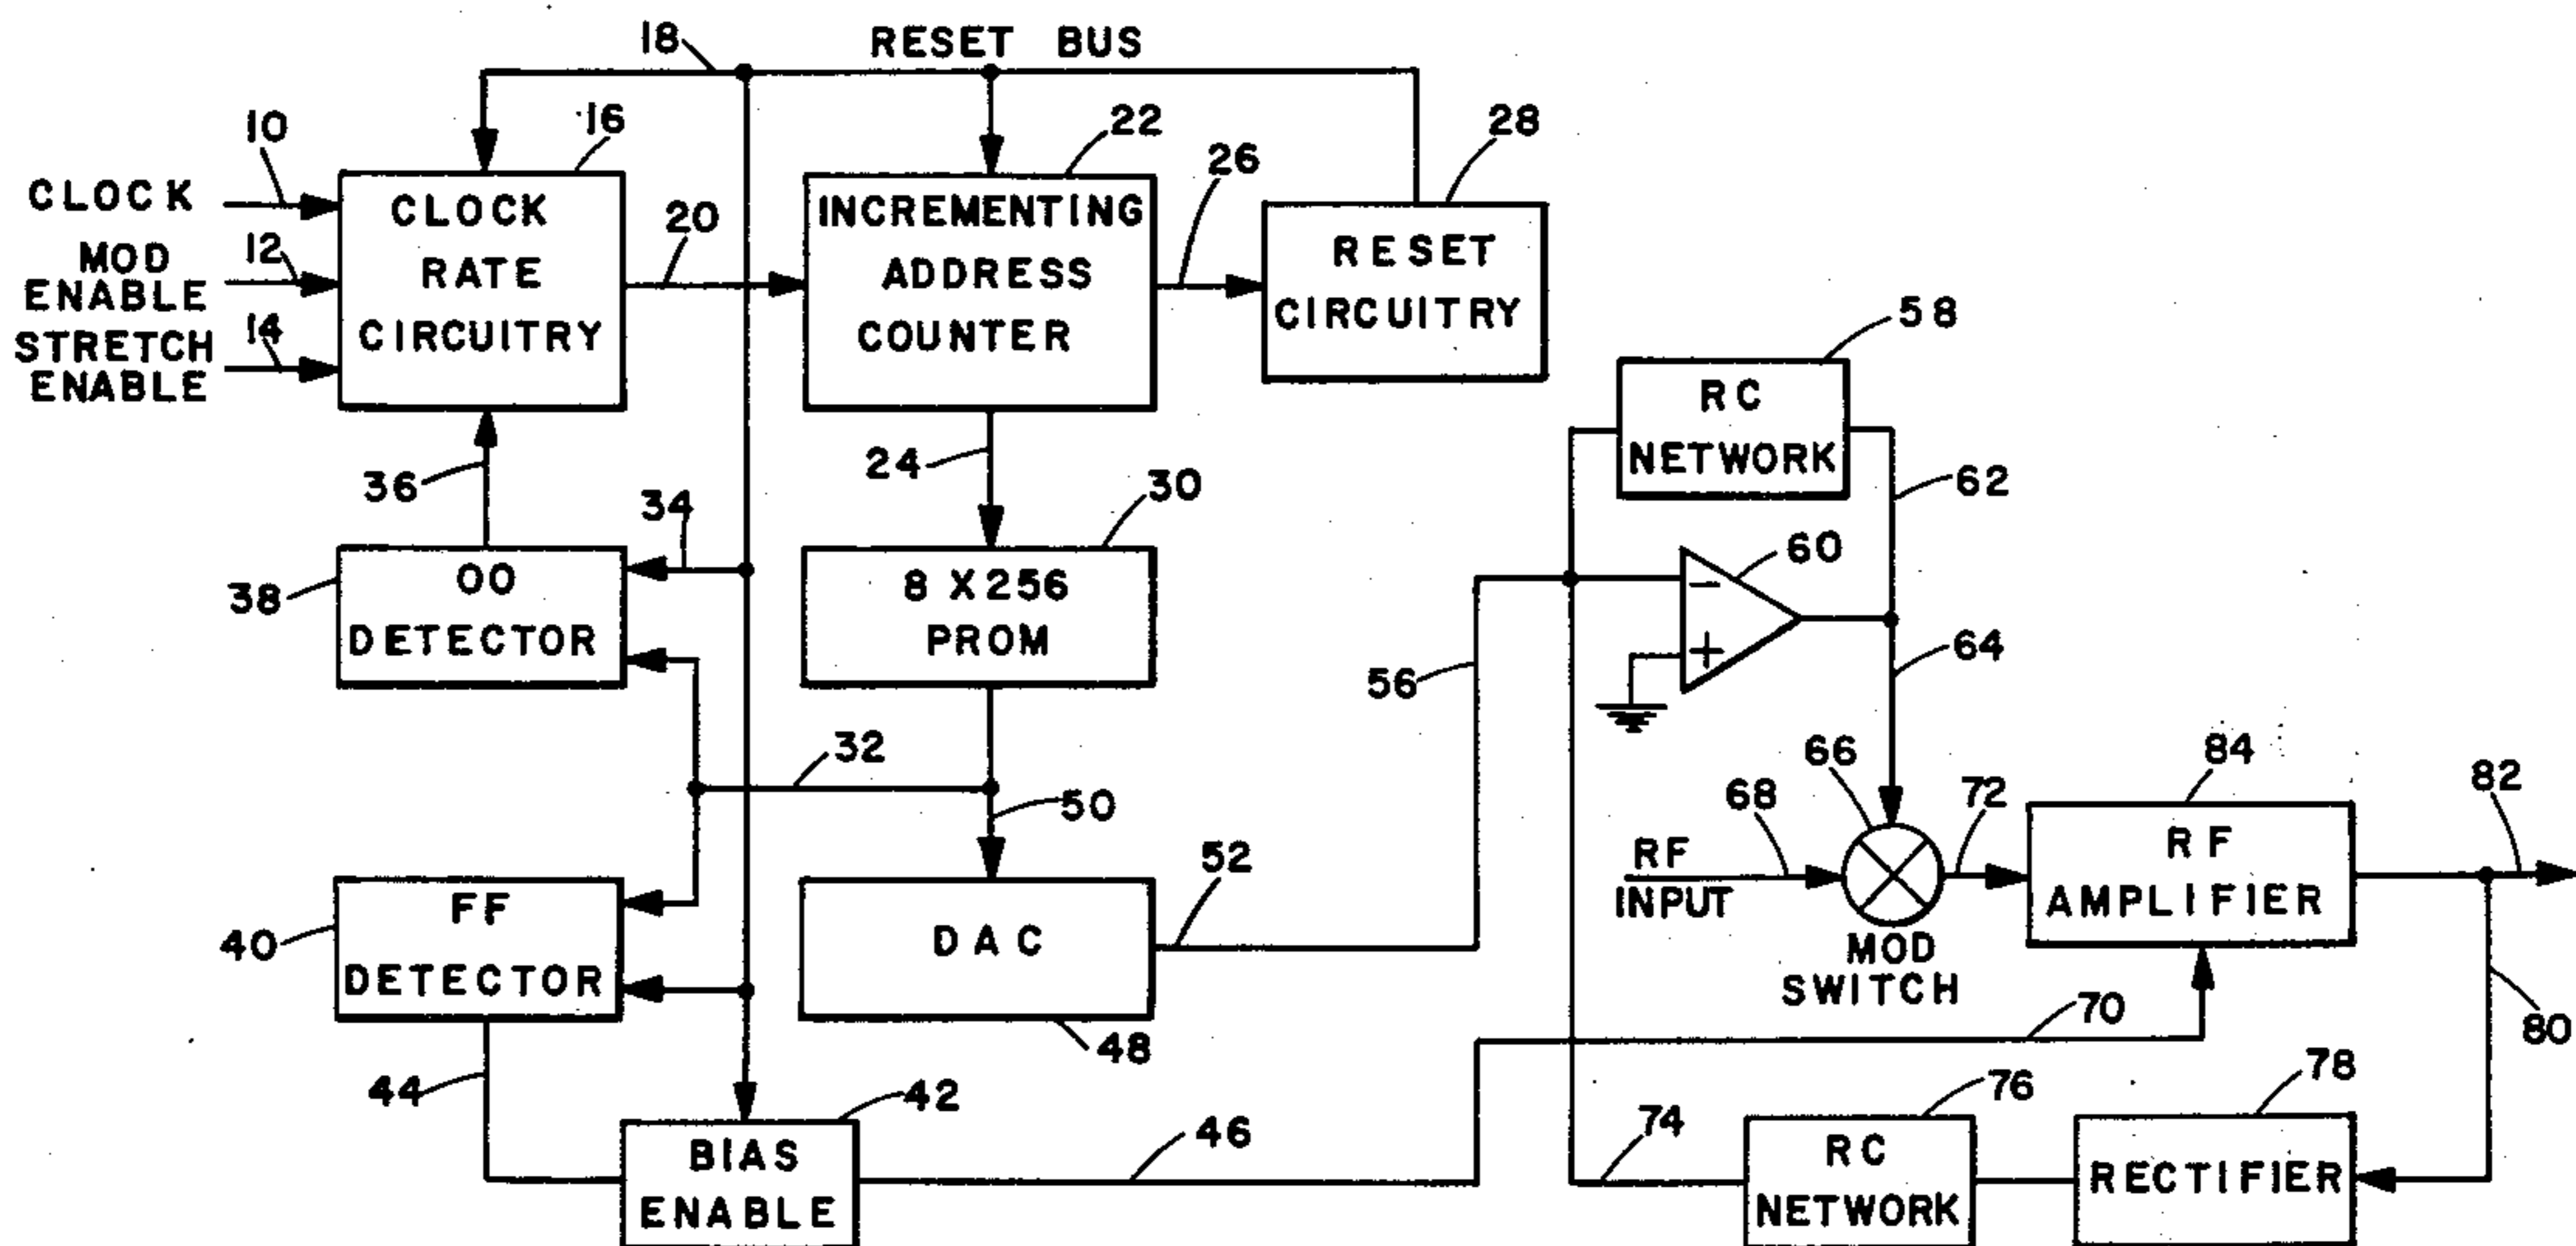 18
RESET BUS
10
16
22
28
CLOCK
CLOCK
RATE
CIRCUITRY
20
INCREMENTING
ADDRESS
COUNTER
26
RESET
CIRCUITRY
12
MOD
ENABLE
14
STRETCH
ENABLE
58
RC
NETWORK
36
34
24
30
62
38
00
DETECTOR
8 X 256
PROM
60
−
+
56
64
32
50
66
84
82
68
72
RF
INPUT
MOD
SWITCH
RF
AMPLIFIER
40
FF
DETECTOR
DAC
52
48
70
80
44
42
BIAS
ENABLE
46
74
76
RC
NETWORK
78
RECTIFIER